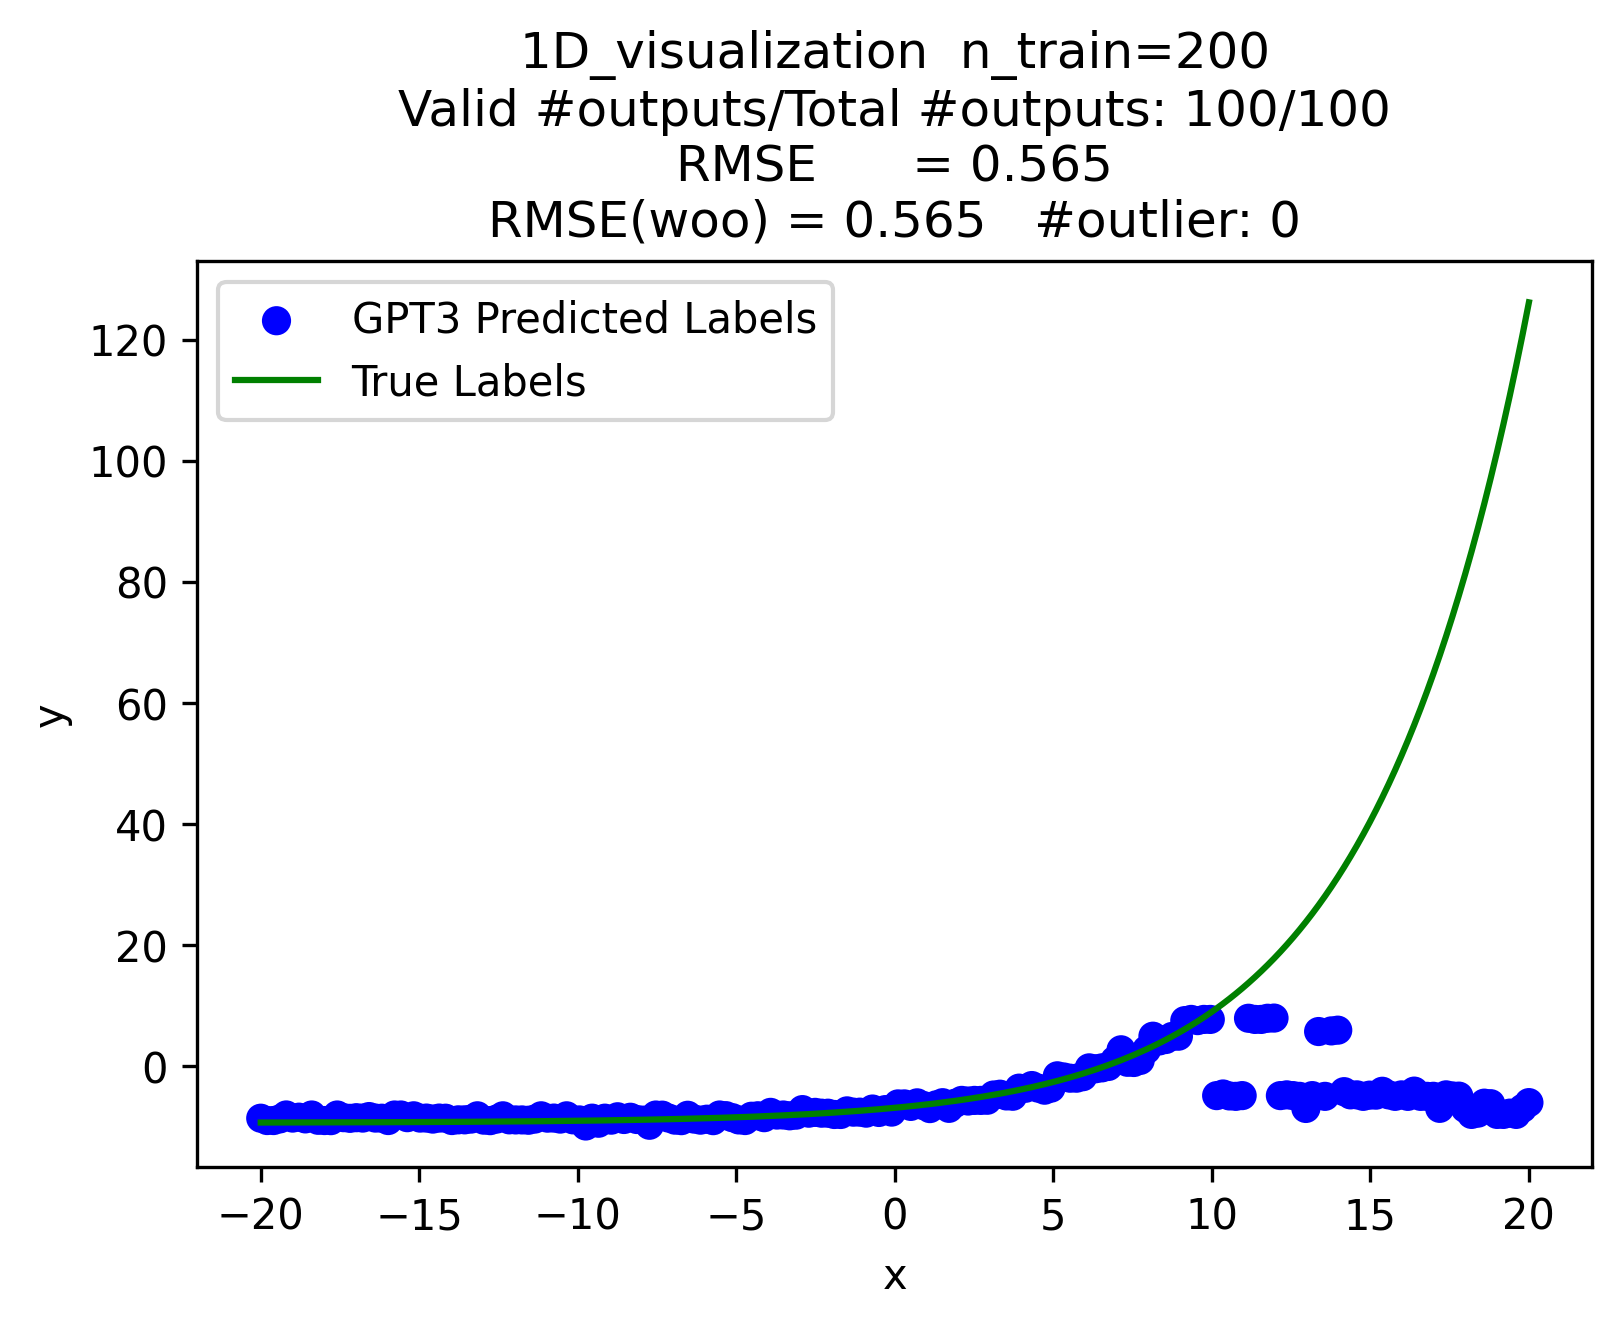 1D_visualization  n_train=200
Valid #outputs/Total #outputs: 100/100
RMSE      = 0.565
RMSE(woo) = 0.565   #outlier: 0
GPT3 Predicted Labels
True Labels
120
100
80
60
40
20
0
y
−20 −15 −10 −5 0 5 10 15 20
x